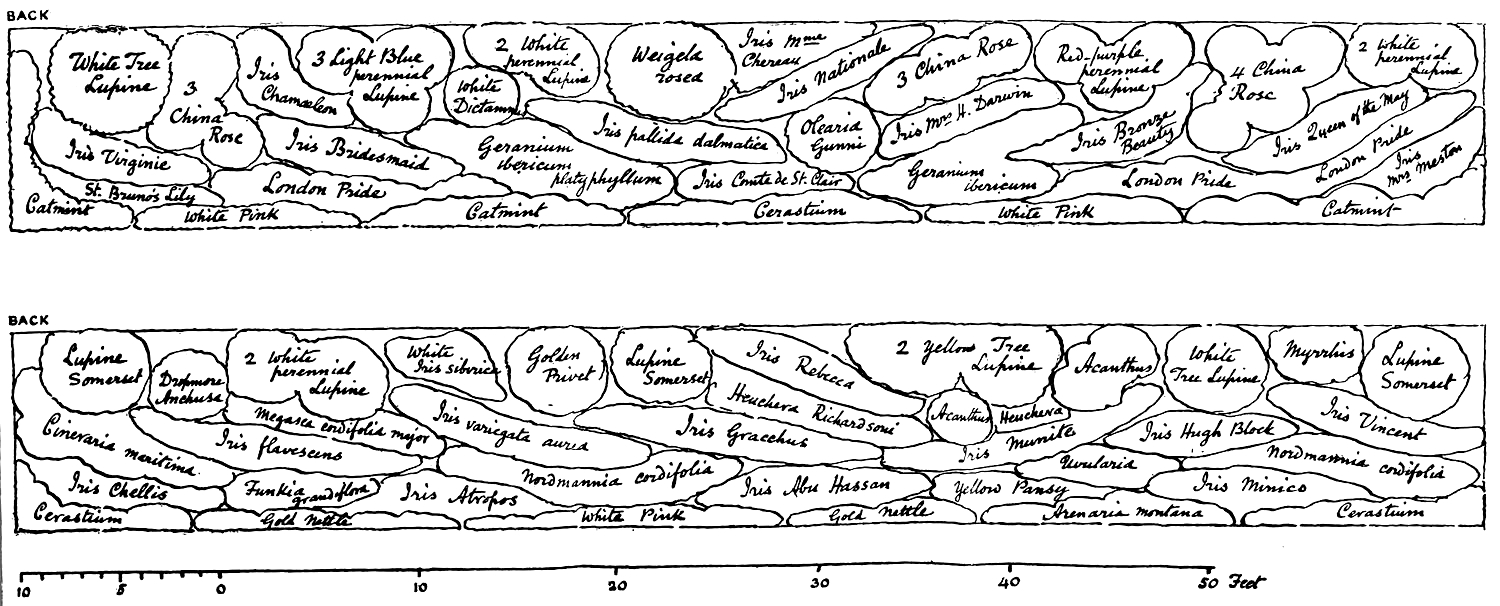 BACK
White Tree
Lupine
3
China
Rose
Iris
Chamæleon
3 Light Blue
perennial
Lupine
White
Dictamn
2 White
perennial
Lupine
Weigela
rosea
Iris Mme
Chereau
Iris Nationale
3 China Rose
Red-purple
perennial
Lupine
4 China
Rose
2 White
perennial
Lupine
Iris Virginie
Iris Bridesmaid
Geranium
ibericum
platyphyllum
Iris pallida dalmatica
Olearia
Gunni
Iris Mrs H. Darwin
Iris Bronze
Beauty
Iris Queen of the May
London Pride
Iris
Mrs Meston
St. Bruno's Lily
London Pride
Iris Comte de St. Clair
Geranium
ibericum
London Pride
Catmint
White Pink
Catmint
Cerastium
White Pink
Catmint
BACK
Lupine
Somerset
Dropmore
Anchusa
2 White
perennial
Lupine
White
Iris siberica
Golden
Privet
Lupine
Somerset
Iris Rebecca
2 Yellow Tree
Lupine
Acanthus
White
Tree Lupine
Myrrhis
Lupine
Somerset
Heuchera Richardsoni
Acanthus
Heuchera
Cineraria maritima
Megasea cordifolia major
Iris flavescens
Iris variegata aurea
Iris Gracchus
Iris Munite
Iris Hugh Block
Iris Vincent
Iris Chellis
Funkia
grandiflora
Iris Atropos
Nordmannia cordifolia
Iris Abu Hassan
Yellow Pansy
Uvularia
Iris Minico
Nordmannia cordifolia
Cerastium
Gold Nettle
White Pink
Gold Nettle
Arenaria montana
Cerastium
10 5 0 10 20 30 40 50 Feet